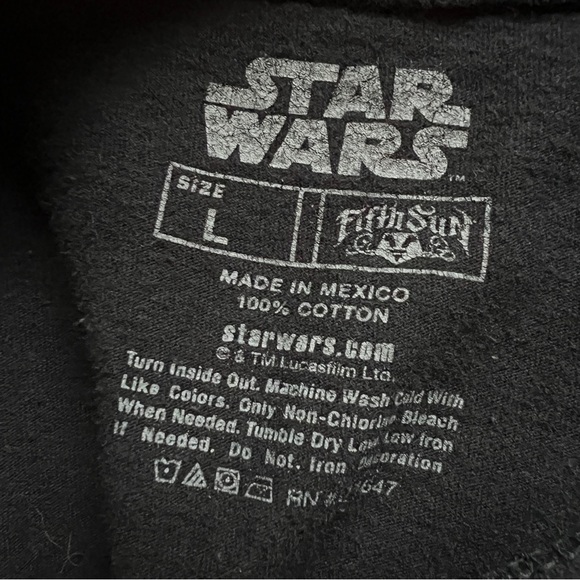 STAR
WARS
TM
SIZE
L
Fifth Sun
MADE IN MEXICO
100% COTTON
starwars.com
© & TM Lucasfilm Ltd.
Turn Inside Out. Machine Wash Cold With
Like Colors. Only Non-Chlorine Bleach
When Needed. Tumble Dry Low. Low Iron
If Needed. Do Not Iron Decoration
RN #